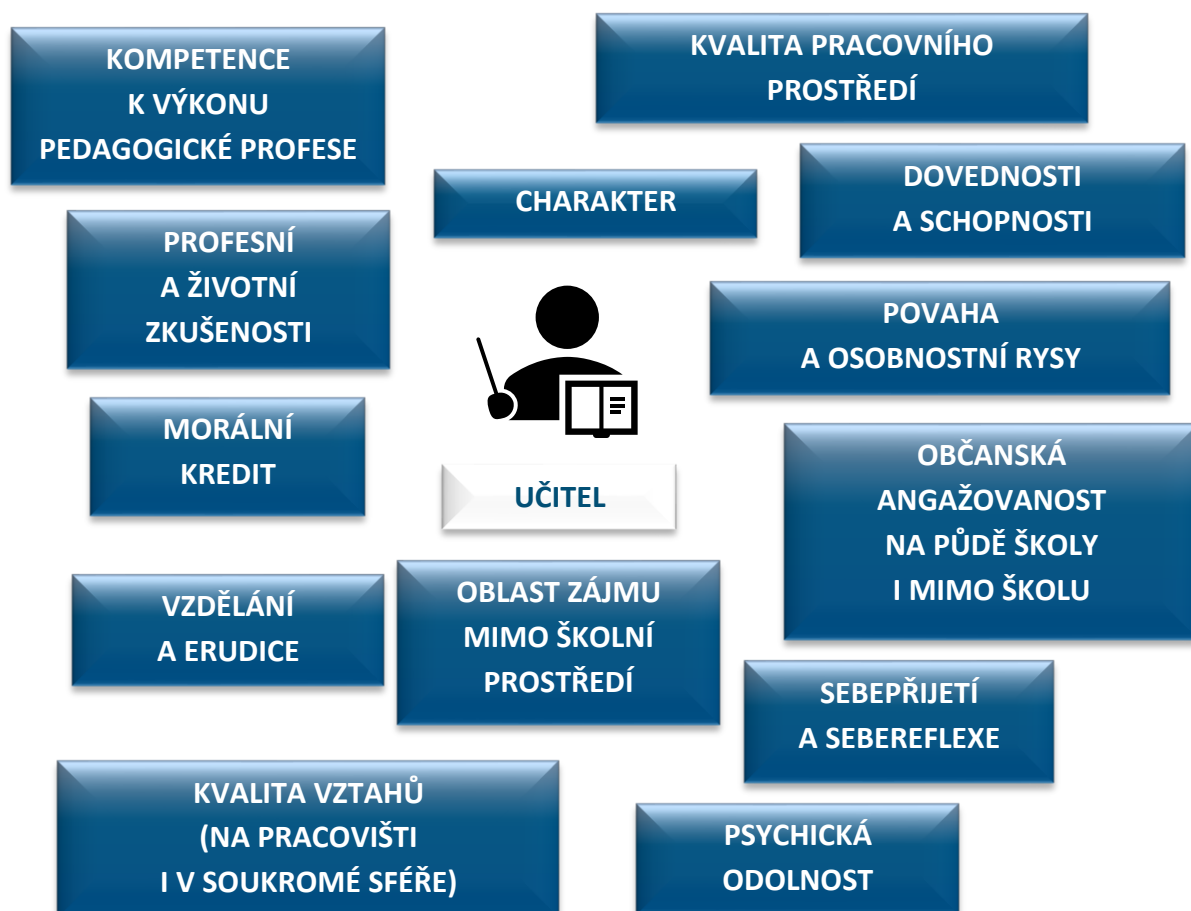 KOMPETENCE
K VÝKONU
PEDAGOGICKÉ PROFESE
KVALITA PRACOVNÍHO
PROSTŘEDÍ
CHARAKTER
DOVEDNOSTI
A SCHOPNOSTI
PROFESNÍ
A ŽIVOTNÍ
ZKUŠENOSTI
POVAHA
A OSOBNOSTNÍ RYSY
MORÁLNÍ
KREDIT
UČITEL
OBČANSKÁ
ANGAŽOVANOST
NA PŮDĚ ŠKOLY
I MIMO ŠKOLU
VZDĚLÁNÍ
A ERUDICE
OBLAST ZÁJMU
MIMO ŠKOLNÍ
PROSTŘEDÍ
SEBEPŘIJETÍ
A SEBEREFLEXE
KVALITA VZTAHŮ
(NA PRACOVIŠTI
I V SOUKROMÉ SFÉŘE)
PSYCHICKÁ
ODOLNOST